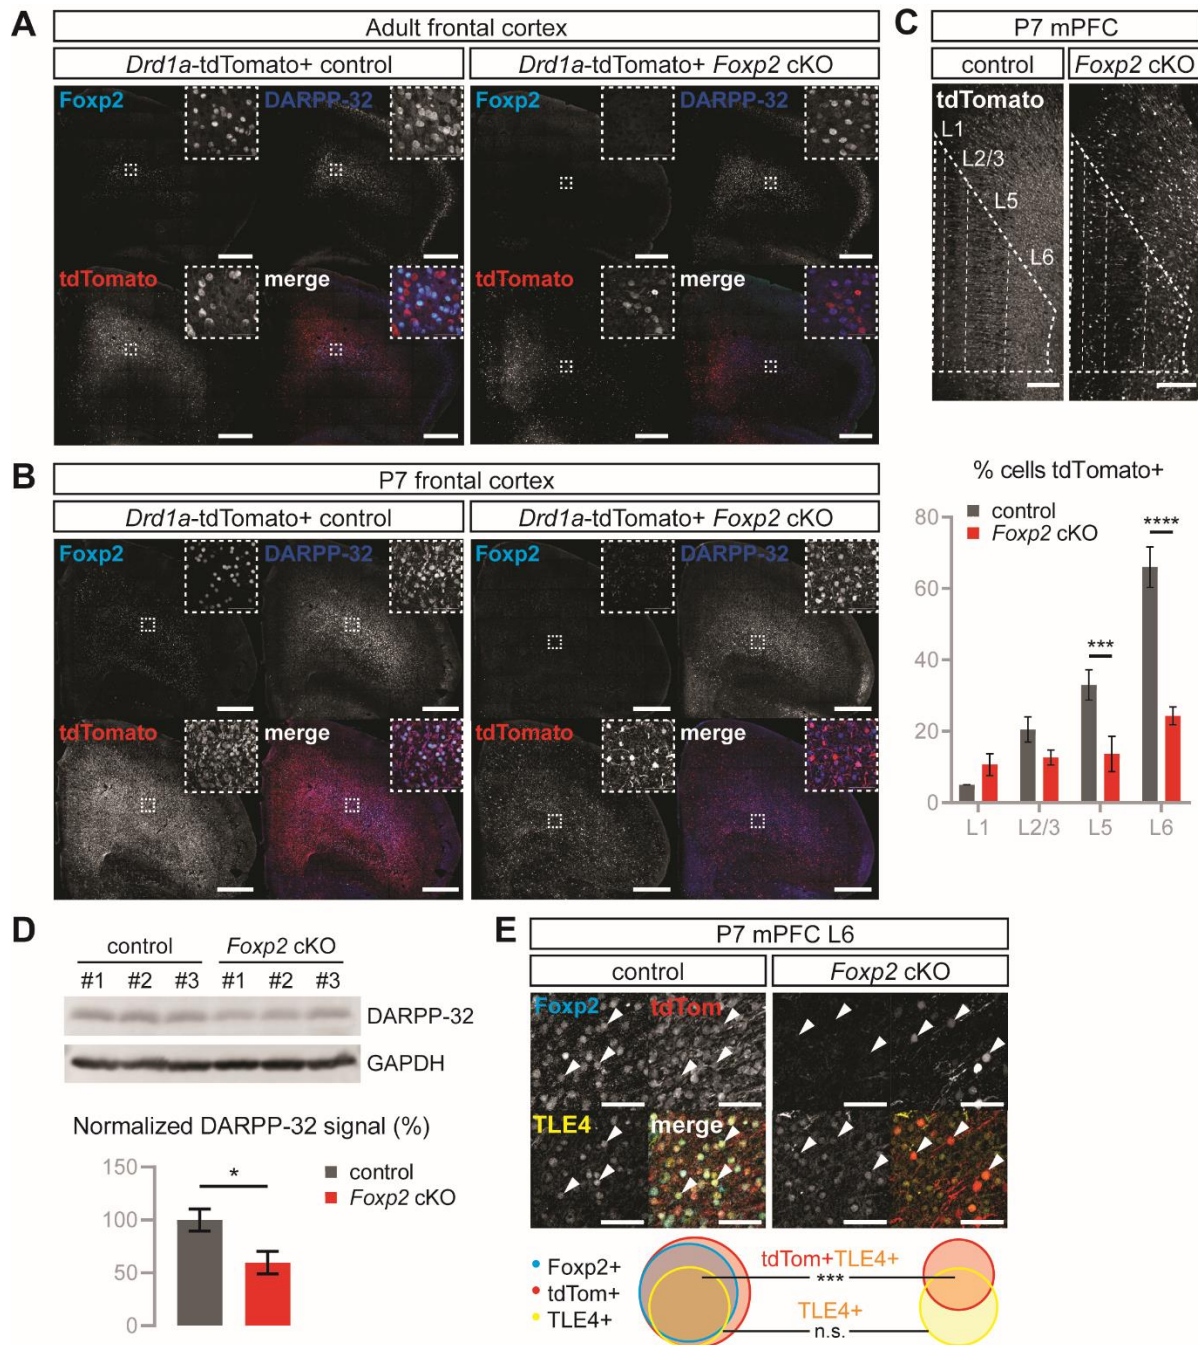 A
Adult frontal cortex
Drd1a-tdTomato+ control
Drd1a-tdTomato+ Foxp2 cKO
Foxp2
DARPP-32
Foxp2
DARPP-32
tdTomato
merge
tdTomato
merge
B
P7 frontal cortex
Drd1a-tdTomato+ control
Drd1a-tdTomato+ Foxp2 cKO
Foxp2
DARPP-32
Foxp2
DARPP-32
tdTomato
merge
tdTomato
merge
C
P7 mPFC
control
Foxp2 cKO
tdTomato
L1
L2/3
L5
L6
% cells tdTomato+
control
Foxp2 cKO
80
60
40
20
0
***
****
L1
L2/3
L5
L6
D
control
Foxp2 cKO
#1
#2
#3
#1
#2
#3
DARPP-32
GAPDH
Normalized DARPP-32 signal (%)
150
100
50
0
*
control
Foxp2 cKO
E
P7 mPFC L6
control
Foxp2 cKO
Foxp2
tdTom
TLE4
merge
Foxp2+
tdTom+
TLE4+
tdTom+TLE4+
***
TLE4+
n.s.